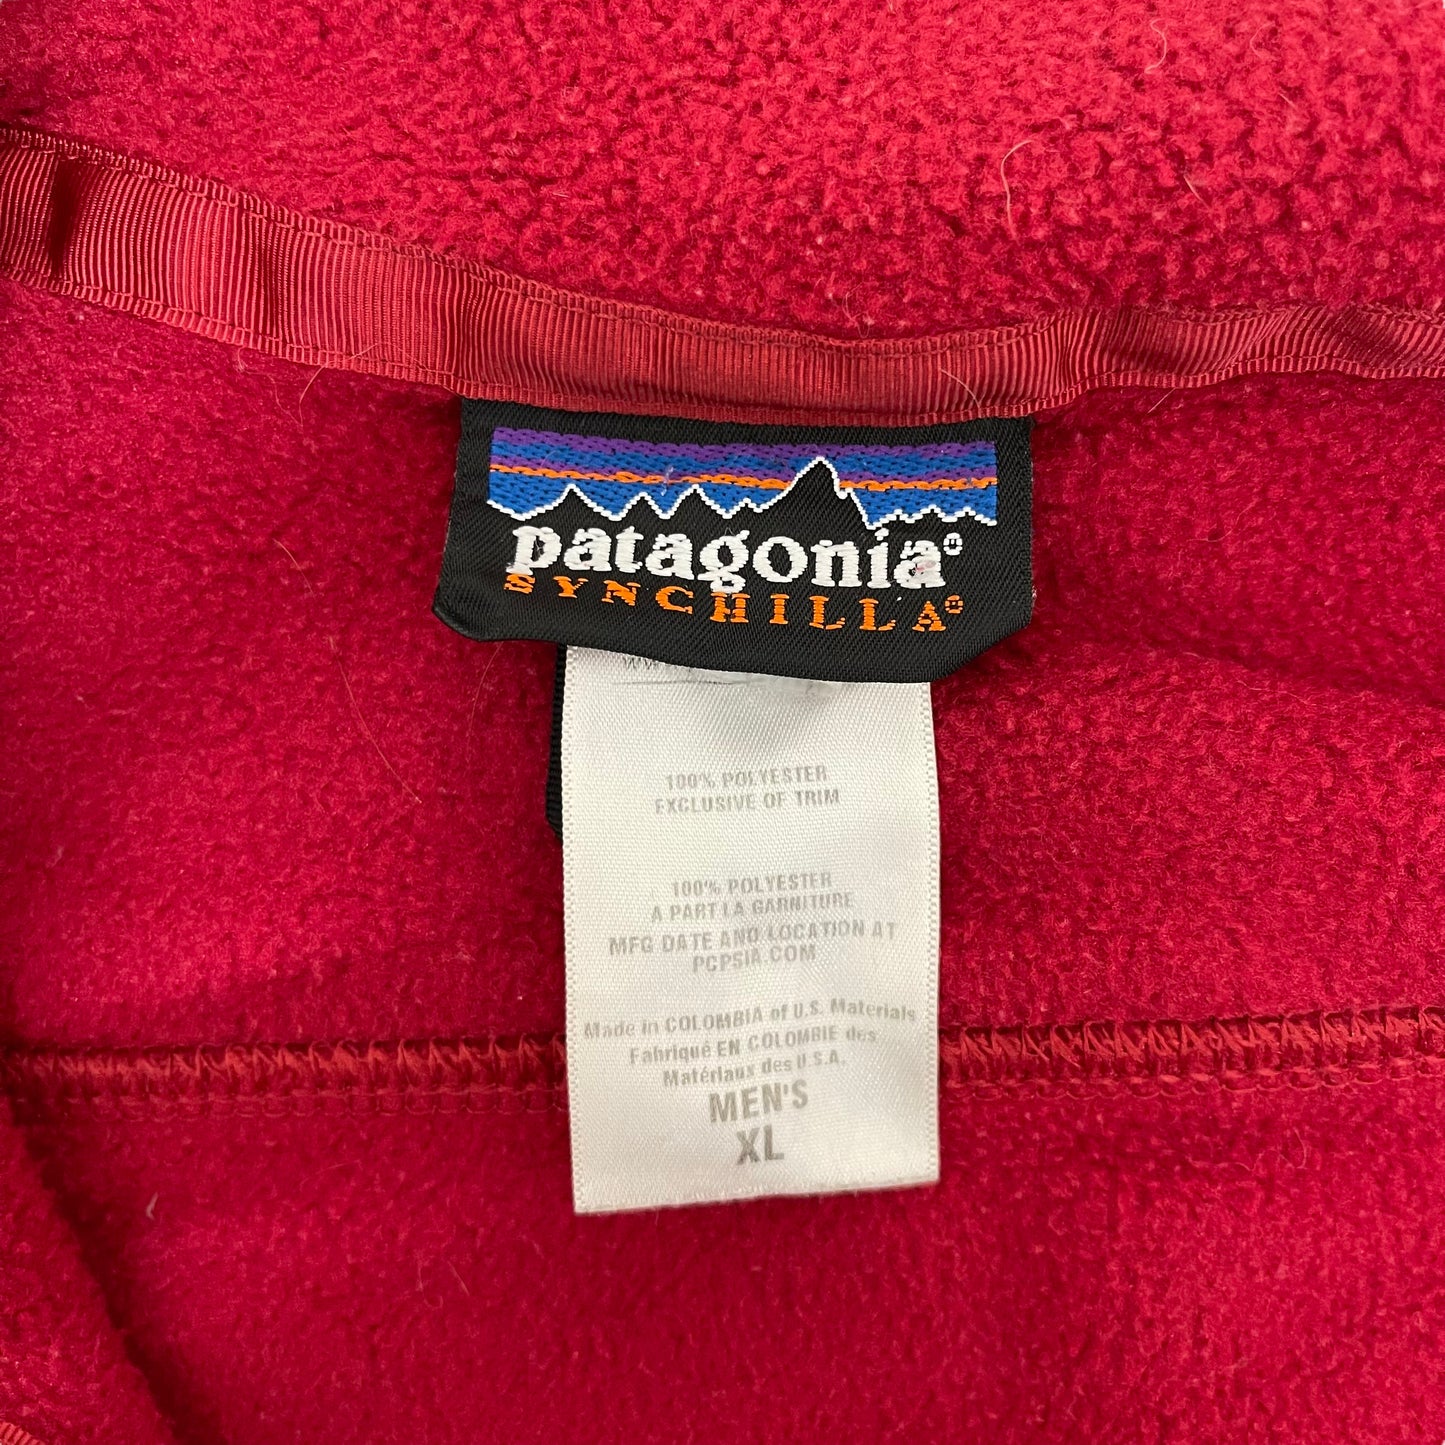 patagonia®
SYNCHILLA®
100% POLYESTER
EXCLUSIVE OF TRIM
100% POLYESTER
A PART LA GARNITURE
MFG DATE AND LOCATION AT
PCPSIA.COM
Made in COLOMBIA of U.S. Materials
Fabriqué EN COLOMBIE des
Matériaux des U.S.A.
MEN'S
XL